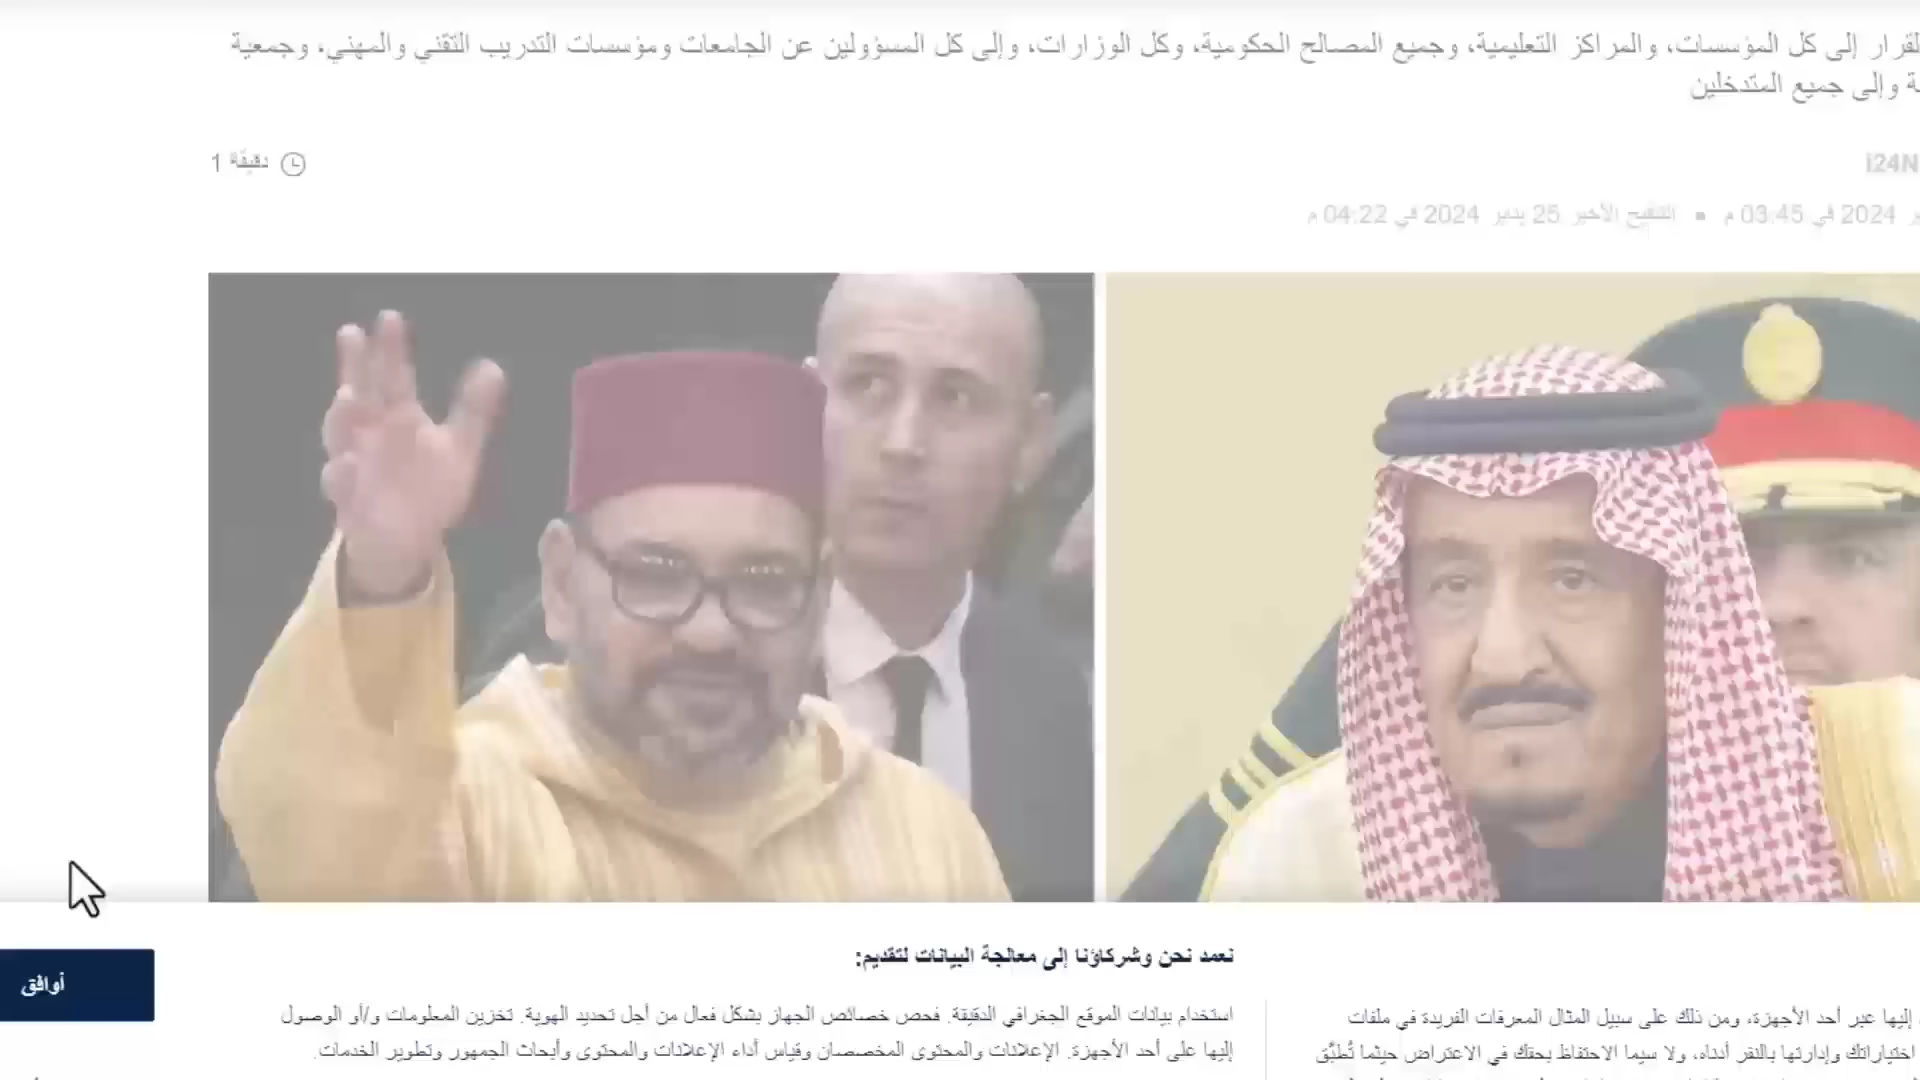 لقرار إلى كل المؤسسات، والمراكز التعليمية، وجميع المصالح الحكومية، وكل الوزارات، وإلى كل المسؤولين عن الجامعات ومؤسسات التدريب التقني والمهني، وجمعية
ة وإلى جميع المتدخلين
i24N
دقيقة 1
ر 2024 في 03:45 م ▪ التنقيح الأخير 25 يناير 2024 في 04:22 م
نعمد نحن وشركاؤنا إلى معالجة البيانات لتقديم:
أوافق
إليها عبر أحد الأجهزة، ومن ذلك على سبيل المثال المعرفات الفريدة في ملفات
اختياراتك وإدارتها بالنقر أدناه، ولا سيما الاحتفاظ بحقك في الاعتراض حيثما تُطبَّق
استخدام بيانات الموقع الجغرافي الدقيقة. فحص خصائص الجهاز بشكل فعال من أجل تحديد الهوية. تخزين المعلومات و/أو الوصول
إليها على أحد الأجهزة. الإعلانات والمحتوى المخصصان وقياس أداء الإعلانات والمحتوى وأبحاث الجمهور وتطوير الخدمات.